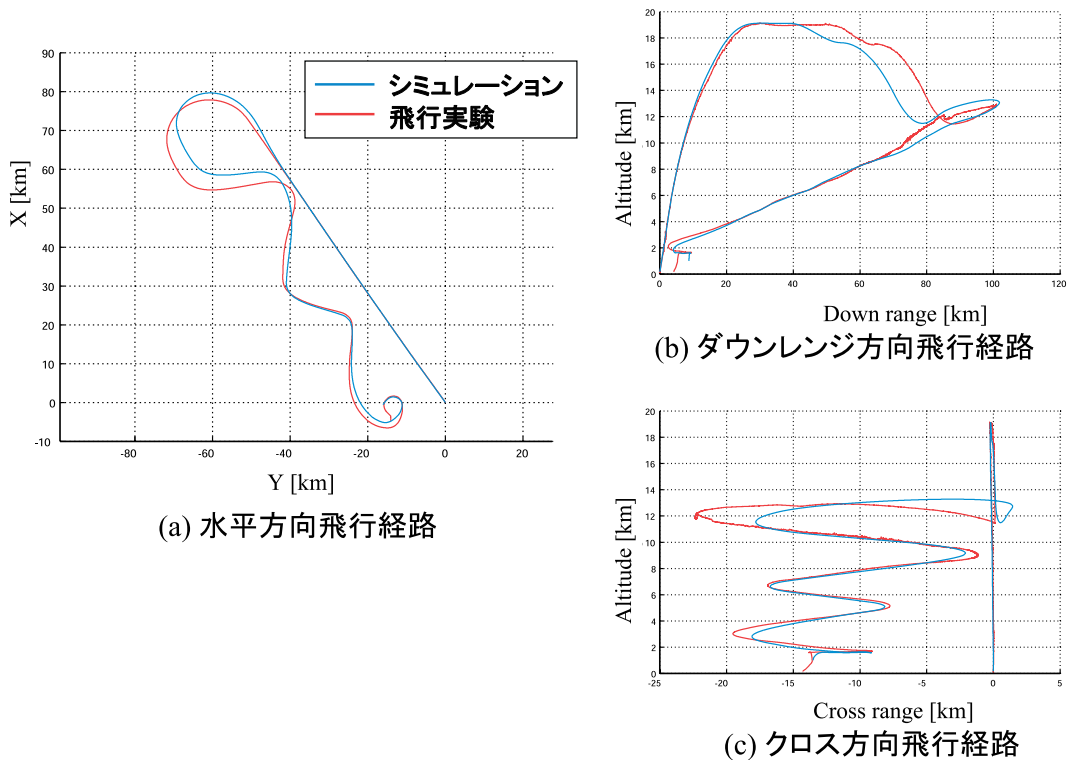 90
80
70
60
50
40
30
20
10
0
-10
X [km]
シミュレーション
飛行実験
-80 -60 -40 -20 0 20
Y [km]
(a) 水平方向飛行経路
20
18
16
14
12
10
8
6
4
2
0
Altitude [km]
0 20 40 60 80 100 120
Down range [km]
(b) ダウンレンジ方向飛行経路
20
18
16
14
12
10
8
6
4
2
0
Altitude [km]
-25 -20 -15 -10 -5 0 5
Cross range [km]
(c) クロス方向飛行経路